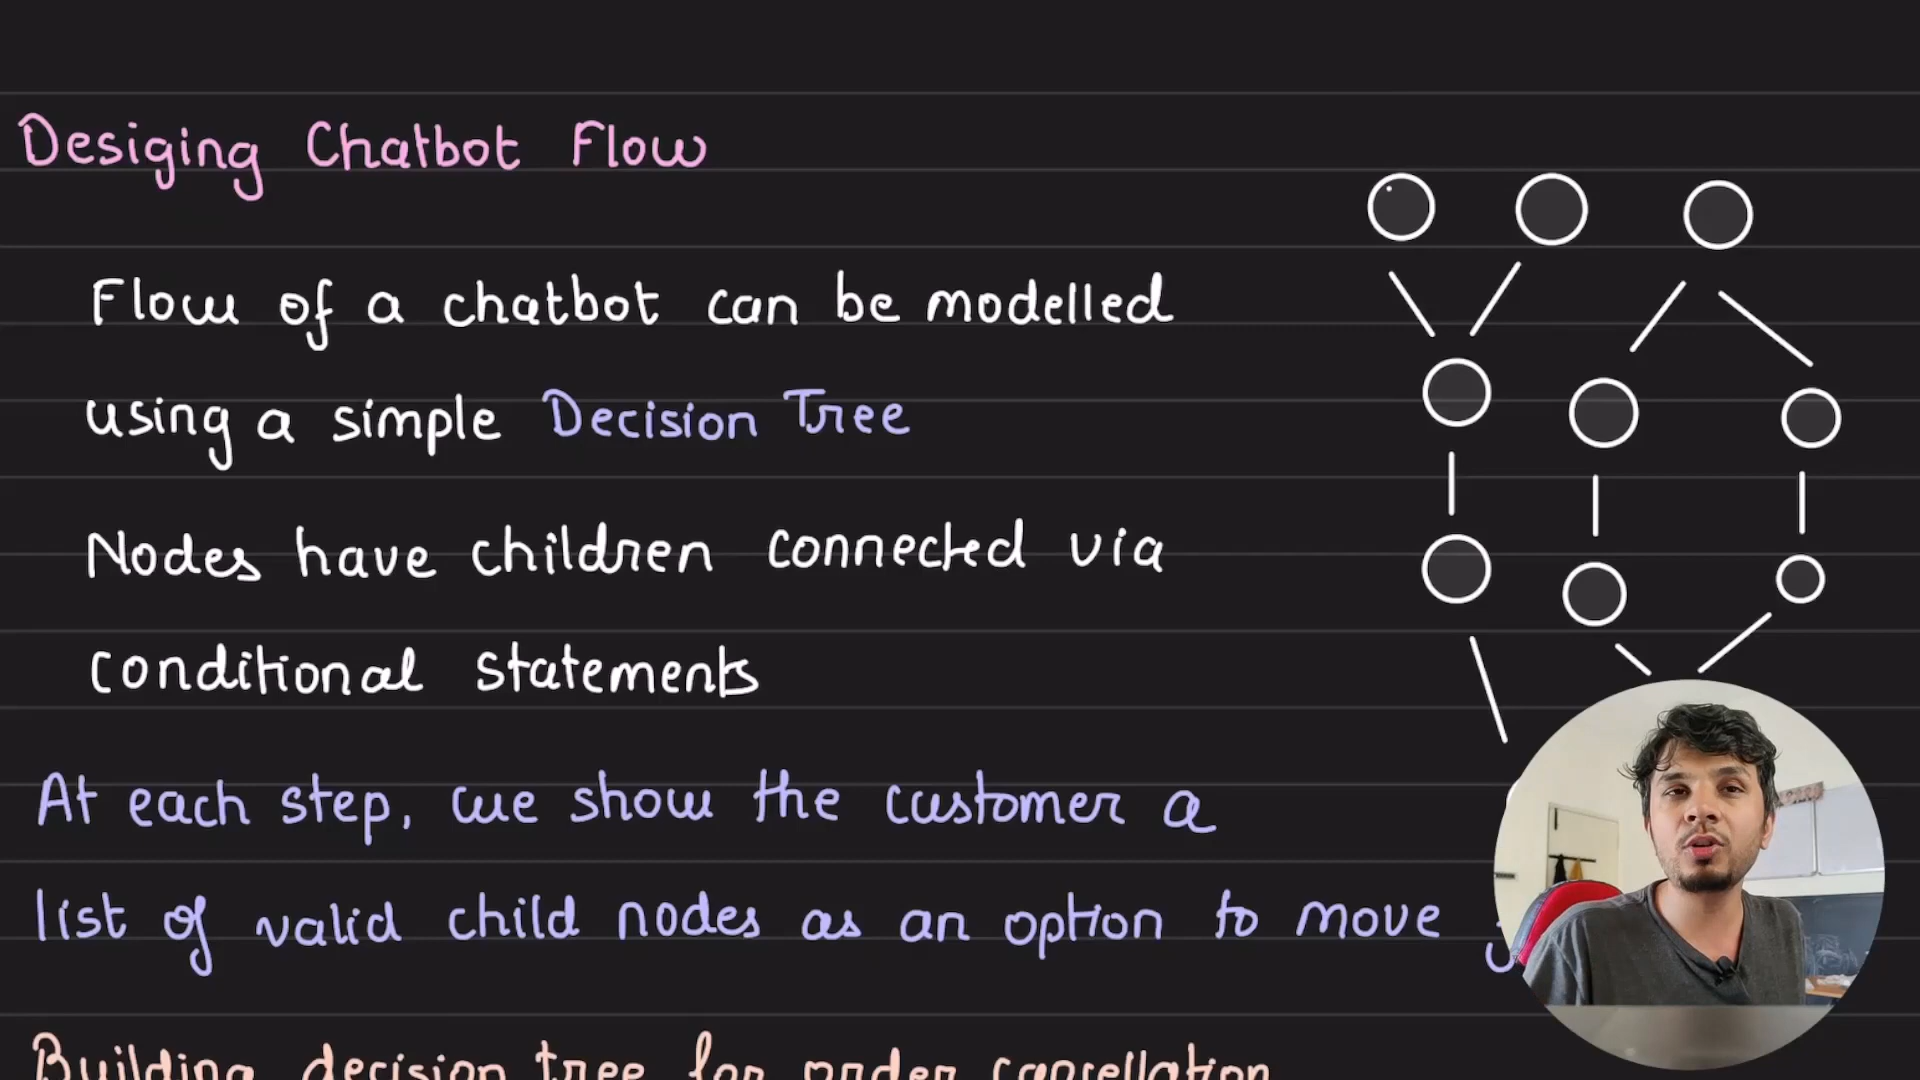 Desiging Chatbot Flow
Flow of a chatbot can be modelled
using a simple Decision Tree
Nodes have children connected via
conditional statements
At each step, we show the customer a
list of valid child nodes as an option to move
Building decision tree for order cancellation